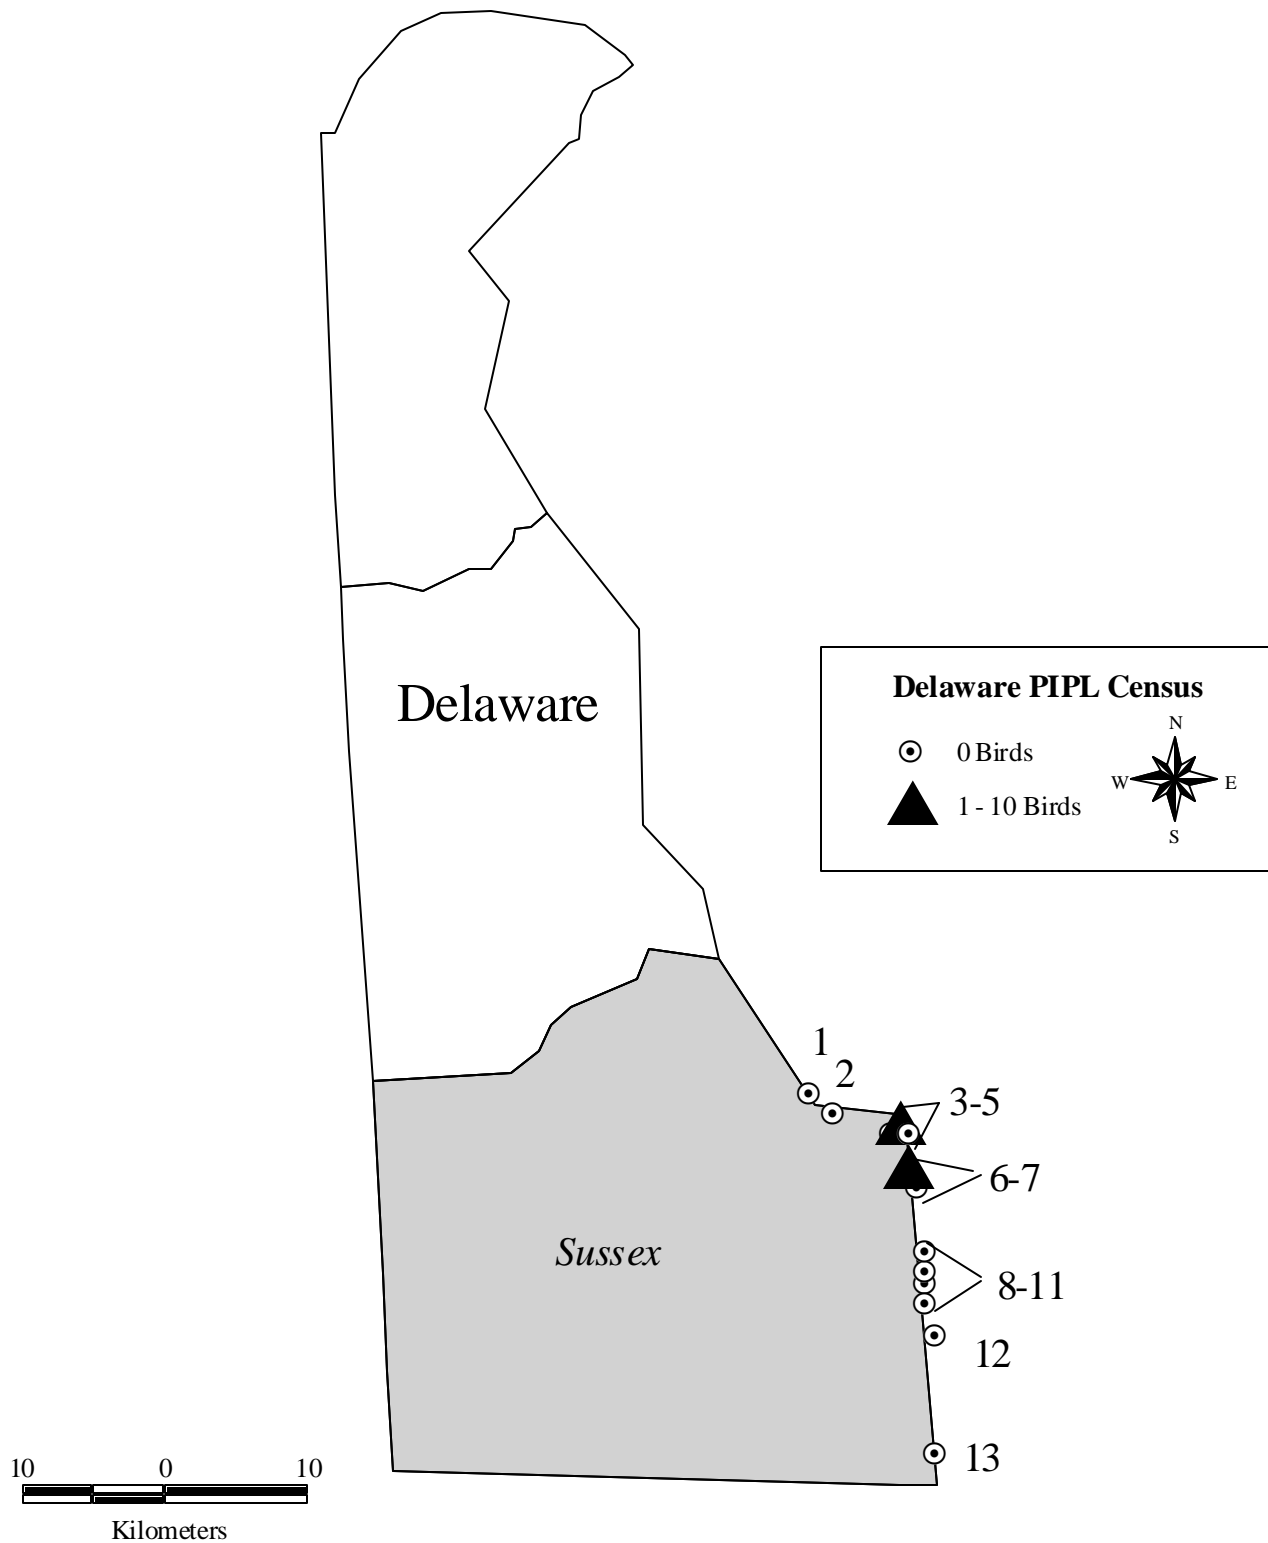 Delaware
Delaware PIPL Census
N
0 Birds
W E
1 - 10 Birds
S
1
2
3-5
6-7
Sussex
8-11
12
13
10 0 10
Kilometers